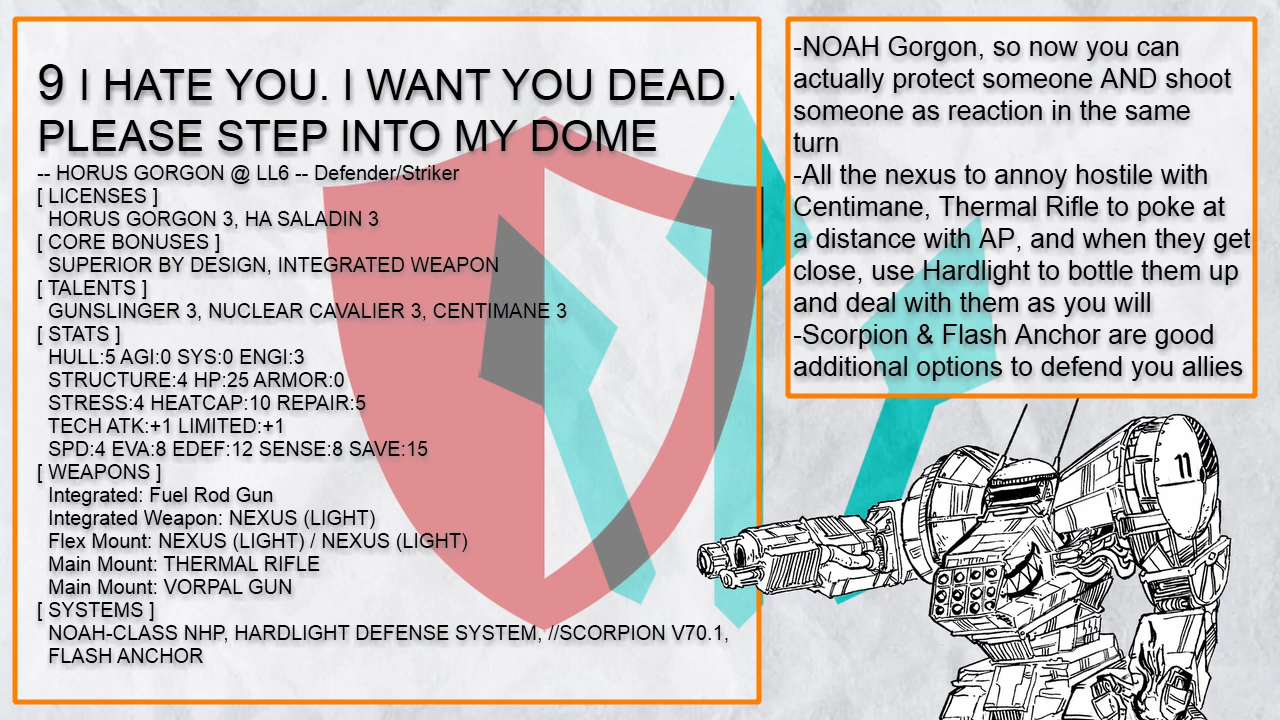 9 I HATE YOU. I WANT YOU DEAD.
PLEASE STEP INTO MY DOME
-- HORUS GORGON @ LL6 -- Defender/Striker
[ LICENSES ]
HORUS GORGON 3, HA SALADIN 3
[ CORE BONUSES ]
SUPERIOR BY DESIGN, INTEGRATED WEAPON
[ TALENTS ]
GUNSLINGER 3, NUCLEAR CAVALIER 3, CENTIMANE 3
[ STATS ]
HULL:5 AGI:0 SYS:0 ENGI:3
STRUCTURE:4 HP:25 ARMOR:0
STRESS:4 HEATCAP:10 REPAIR:5
TECH ATK:+1 LIMITED:+1
SPD:4 EVA:8 EDEF:12 SENSE:8 SAVE:15
[ WEAPONS ]
Integrated: Fuel Rod Gun
Integrated Weapon: NEXUS (LIGHT)
Flex Mount: NEXUS (LIGHT) / NEXUS (LIGHT)
Main Mount: THERMAL RIFLE
Main Mount: VORPAL GUN
[ SYSTEMS ]
NOAH-CLASS NHP, HARDLIGHT DEFENSE SYSTEM, //SCORPION V70.1,
FLASH ANCHOR
-NOAH Gorgon, so now you can
actually protect someone AND shoot
someone as reaction in the same
turn
-All the nexus to annoy hostile with
Centimane, Thermal Rifle to poke at
a distance with AP, and when they get
close, use Hardlight to bottle them up
and deal with them as you will
-Scorpion & Flash Anchor are good
additional options to defend you allies
11